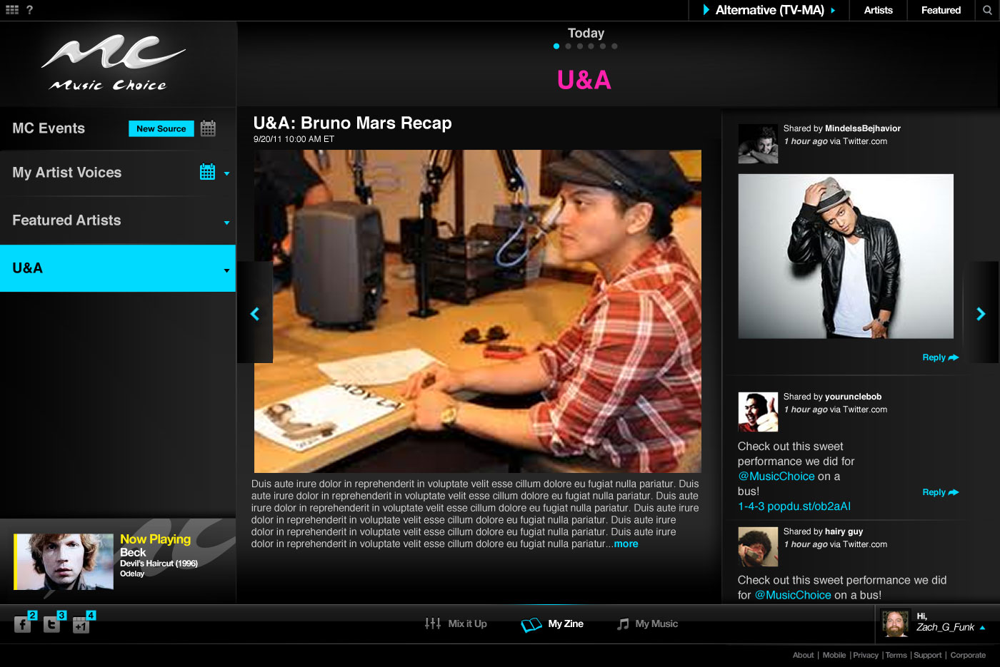 ?
Alternative (TV-MA)
Artists
Featured
MC
Music Choice
Today
U&A
MC Events
New Source
My Artist Voices
Featured Artists
U&A
Now Playing
Beck
Devil's Haircut (1996)
Odelay
U&A: Bruno Mars Recap
9/20/11 10:00 AM ET
LADY
Duis aute irure dolor in reprehenderit in voluptate velit esse cillum dolore eu fugiat nulla pariatur. Duis
aute irure dolor in reprehenderit in voluptate velit esse cillum dolore eu fugiat nulla pariatur. Duis aute
irure dolor in reprehenderit in voluptate velit esse cillum dolore eu fugiat nulla pariatur. Duis aute irure
dolor in reprehenderit in voluptate velit esse cillum dolore eu fugiat nulla pariatur. Duis aute irure
dolor in reprehenderit in voluptate velit esse cillum dolore eu fugiat nulla pariatur. Duis aute irure
dolor in reprehenderit in voluptate velit esse cillum dolore eu fugiat nulla pariatur...more
Shared by MindelssBejhavior
1 hour ago via Twitter.com
Reply
Shared by yourunclebob
1 hour ago via Twitter.com
Check out this sweet
performance we did for
@MusicChoice on a
bus!
Reply
1-4-3 popdu.st/ob2aAI
Shared by hairy guy
1 hour ago via Twitter.com
Check out this sweet performance we did
for @MusicChoice on a bus!
f 2
t 3
+1 4
Mix it Up
My Zine
My Music
Hi,
Zach_G_Funk
About | Mobile | Privacy | Terms | Support | Corporate